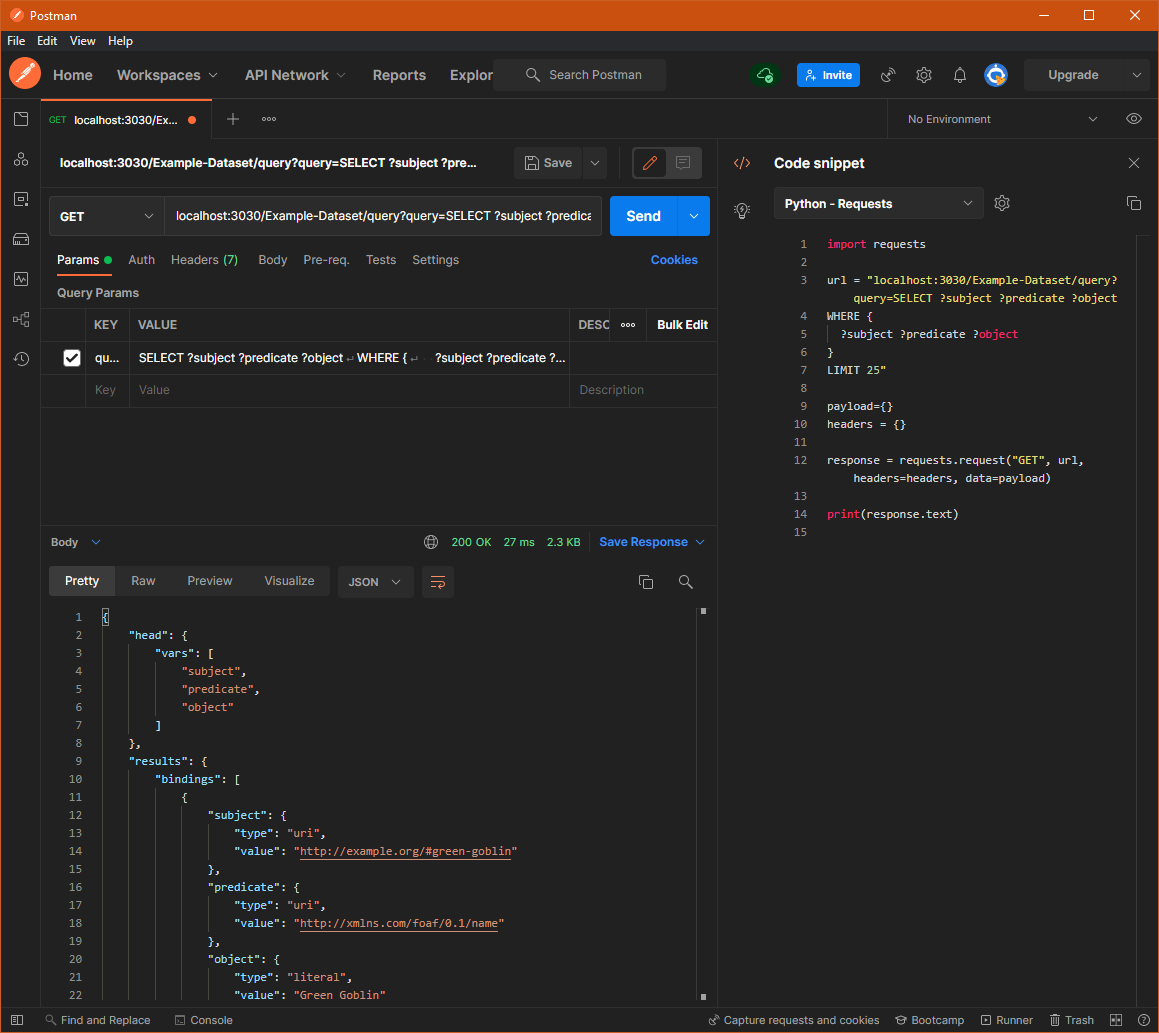 Postman
File Edit View Help
Home Workspaces API Network Reports Explor Search Postman Invite Upgrade
GET localhost:3030/Ex... No Environment
localhost:3030/Example-Dataset/query?query=SELECT ?subject ?pre... Save
GET localhost:3030/Example-Dataset/query?query=SELECT ?subject ?predica Send
Params Auth Headers (7) Body Pre-req. Tests Settings Cookies
Query Params
KEY VALUE DESC Bulk Edit
qu... SELECT ?subject ?predicate ?object ↵ WHERE { ↵ ?subject ?predicate ?...
Key Value Description
Body 200 OK 27 ms 2.3 KB Save Response
Pretty Raw Preview Visualize JSON
1 {
2 "head": {
3 "vars": [
4 "subject",
5 "predicate",
6 "object"
7 ]
8 },
9 "results": {
10 "bindings": [
11 {
12 "subject": {
13 "type": "uri",
14 "value": "http://example.org/#green-goblin"
15 },
16 "predicate": {
17 "type": "uri",
18 "value": "http://xmlns.com/foaf/0.1/name"
19 },
20 "object": {
21 "type": "literal",
22 "value": "Green Goblin"
</> Code snippet
Python - Requests
1 import requests
2
3 url = "localhost:3030/Example-Dataset/query?
query=SELECT ?subject ?predicate ?object
4 WHERE {
5 ?subject ?predicate ?object
6 }
7 LIMIT 25"
8
9 payload={}
10 headers = {}
11
12 response = requests.request("GET", url,
headers=headers, data=payload)
13
14 print(response.text)
15
Find and Replace Console Capture requests and cookies Bootcamp Runner Trash